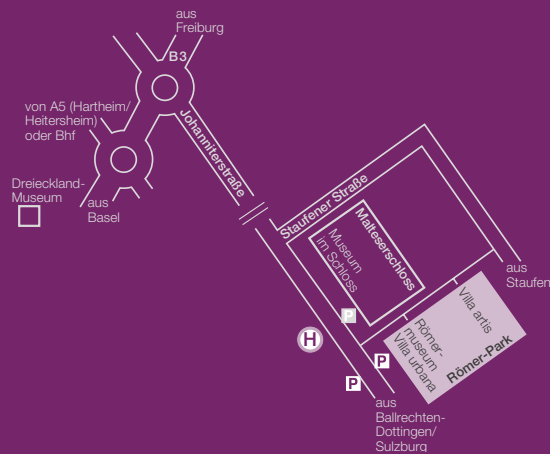 aus
Freiburg
B3
von A5 (Hartheim/
Heitersheim)
oder Bhf
Johanniterstraße
Dreieckland-
Museum
aus
Basel
Staufener Straße
Malteserschloss
Museum
im Schloss
aus
Staufen
P
H
P
P
Villa artis
Römer-
museum
Villa urbana
Römer-Park
aus
Ballrechten-
Dottingen/
Sulzburg